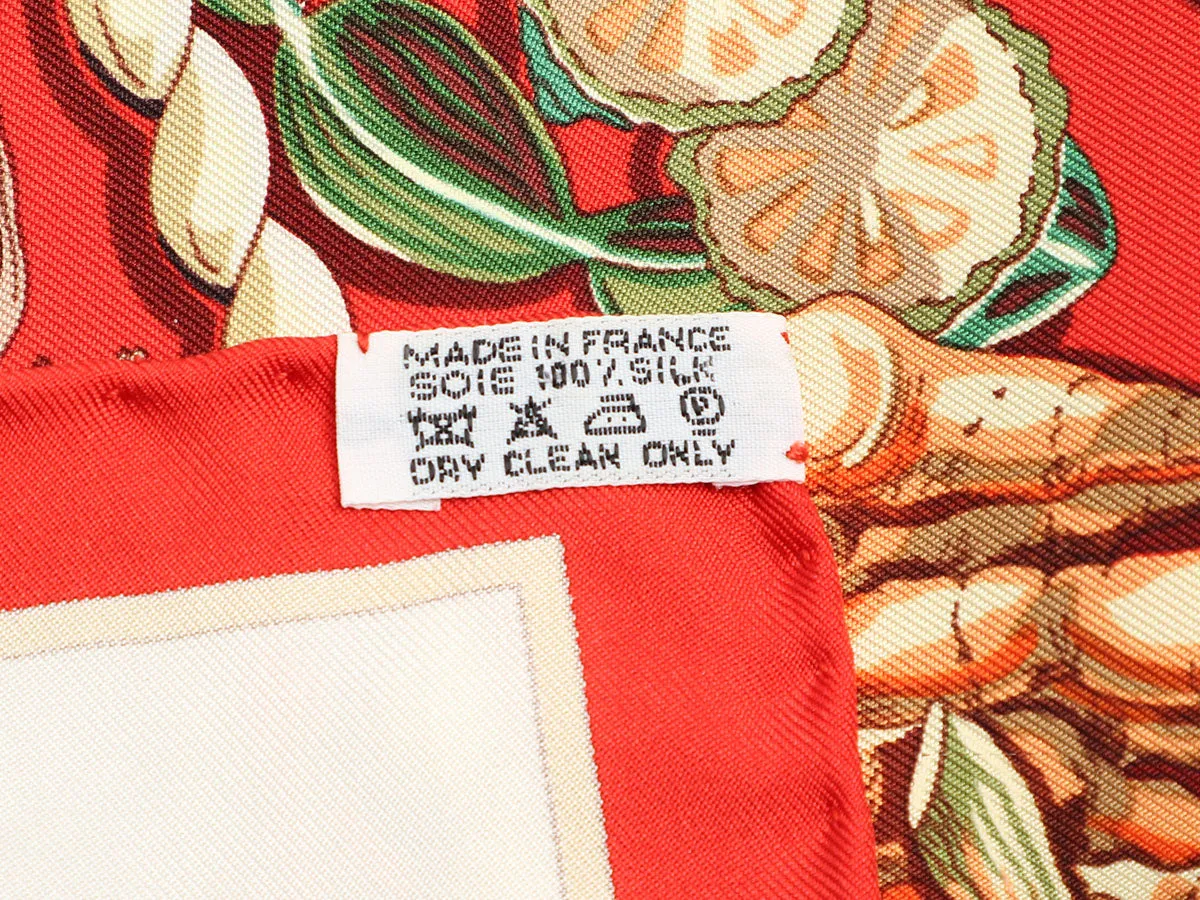 MADE IN FRANCE
SOIE 100% SILK
P
DRY CLEAN ONLY